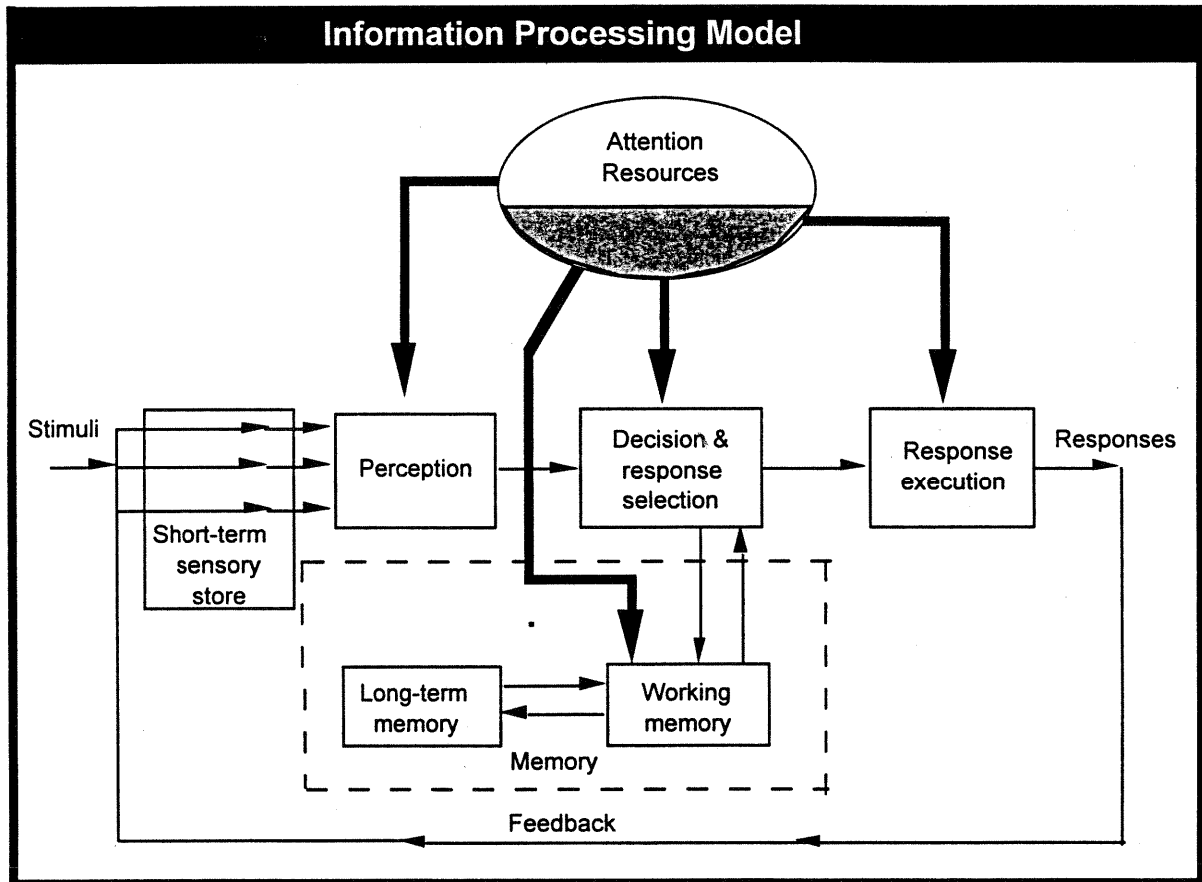 Information Processing Model
Attention
Resources
Stimuli
Perception
Decision &
response
selection
Response
execution
Responses
Short-term
sensory
store
Long-term
memory
Working
memory
Memory
Feedback